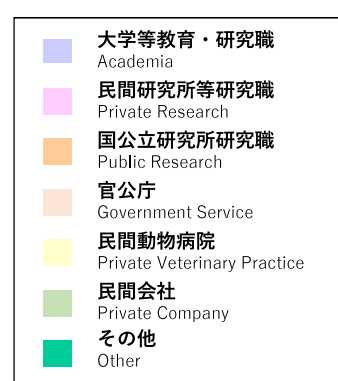 大学等教育・研究職
Academia
民間研究所等研究職
Private Research
国公立研究所研究職
Public Research
官公庁
Government Service
民間動物病院
Private Veterinary Practice
民間会社
Private Company
その他
Other